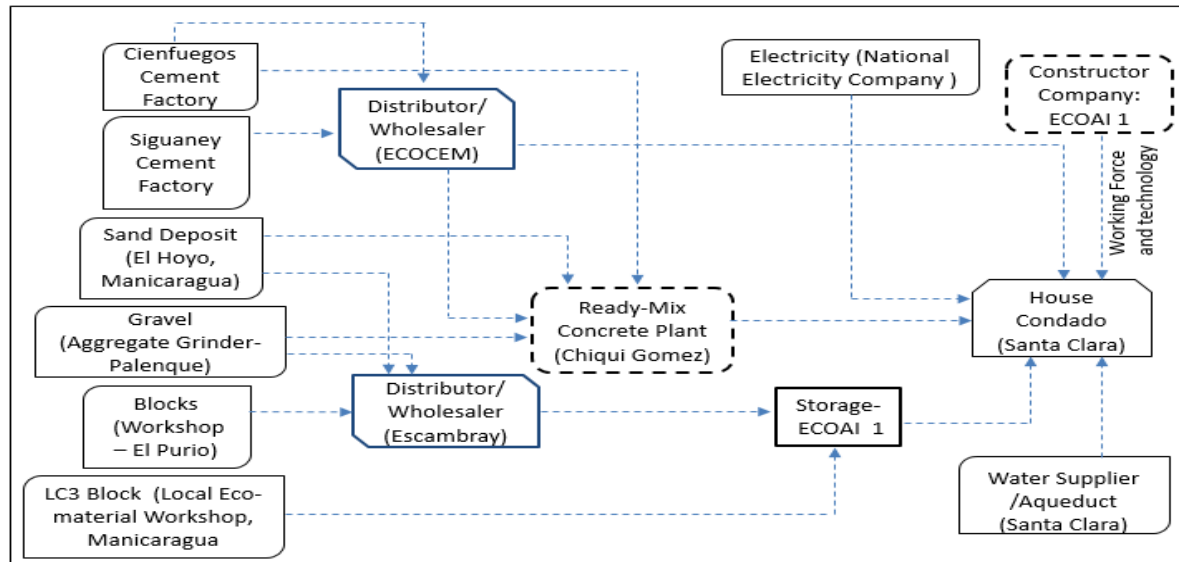 Cienfuegos
Cement
Factory
Siguaney
Cement
Factory
Sand Deposit
(El Hoyo,
Manicaragua)
Gravel
(Aggregate Grinder-
Palenque)
Blocks
(Workshop
– El Purio)
LC3 Block (Local Eco-
material Workshop,
Manicaragua
Distributor/
Wholesaler
(ECOCEM)
Distributor/
Wholesaler
(Escambray)
Ready-Mix
Concrete Plant
(Chiqui Gomez)
Storage-
ECOAI 1
Electricity (National
Electricity Company )
Constructor
Company:
ECOAI 1
Working Force
and technology
House
Condado
(Santa Clara)
Water Supplier
/Aqueduct
(Santa Clara)